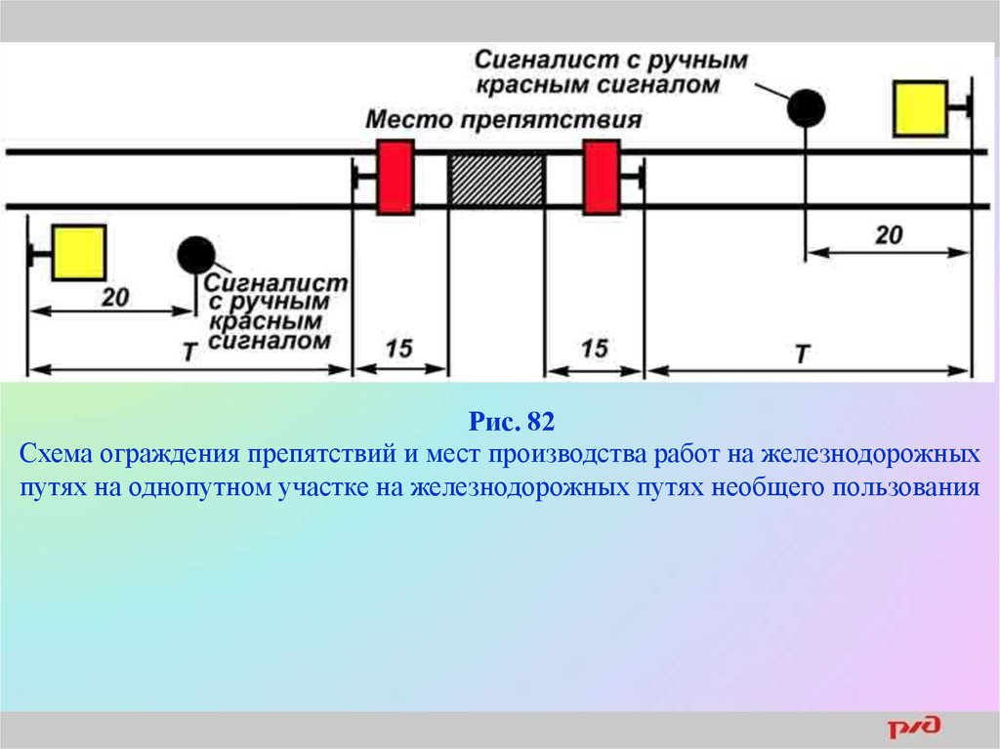 Сигналист с ручным
красным сигналом
Место препятствия
20
20
Сигналист
с ручным
красным
сигналом
Т
15
15
Т
Рис. 82
Схема ограждения препятствий и мест производства работ на железнодорожных
путях на однопутном участке на железнодорожных путях необщего пользования
ржд